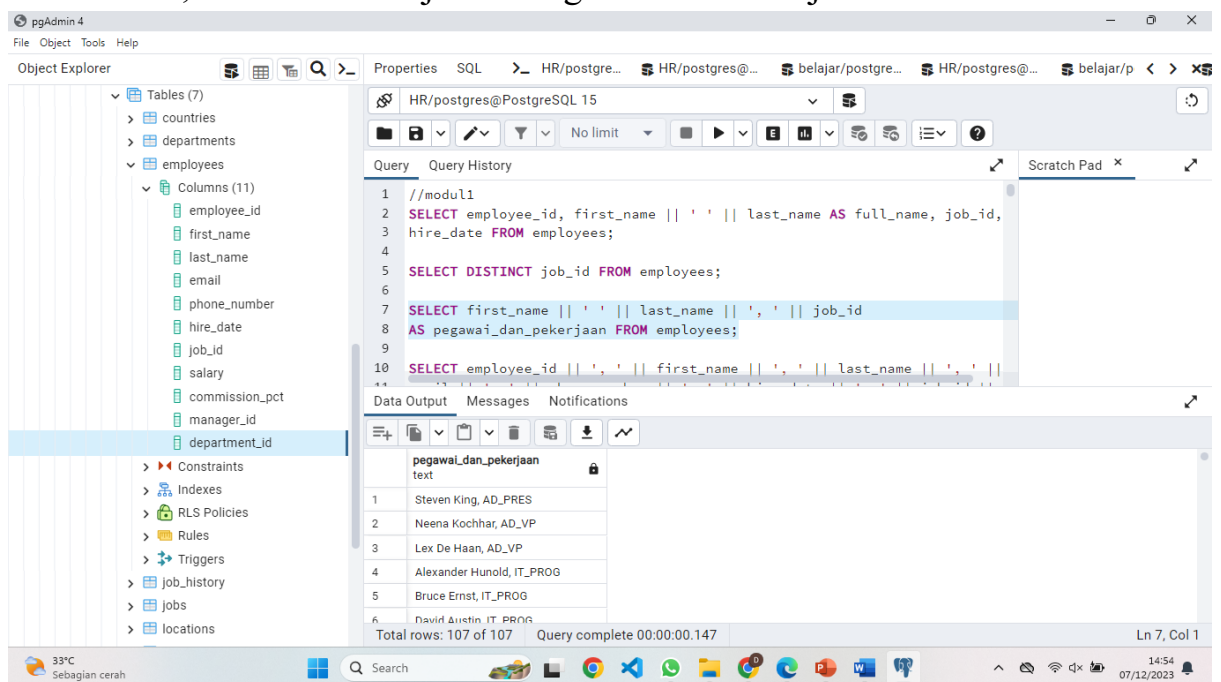 pgAdmin 4
File Object Tools Help
Object Explorer
Properties SQL HR/postgre... HR/postgres@... belajar/postgre... HR/postgres@... belajar/p
Tables (7)
countries
departments
employees
Columns (11)
employee_id
first_name
last_name
email
phone_number
hire_date
job_id
salary
commission_pct
manager_id
department_id
Constraints
Indexes
RLS Policies
Rules
Triggers
job_history
jobs
locations
HR/postgres@PostgreSQL 15
No limit
Query Query History
Scratch Pad
1 //modul1
2 SELECT employee_id, first_name || ' ' || last_name AS full_name, job_id,
3 hire_date FROM employees;
4
5 SELECT DISTINCT job_id FROM employees;
6
7 SELECT first_name || ' ' || last_name || ', ' || job_id
8 AS pegawai_dan_pekerjaan FROM employees;
9
10 SELECT employee_id || ', ' || first_name || ', ' || last_name || ', ' ||
Data Output Messages Notifications
pegawai_dan_pekerjaan
text
1 Steven King, AD_PRES
2 Neena Kochhar, AD_VP
3 Lex De Haan, AD_VP
4 Alexander Hunold, IT_PROG
5 Bruce Ernst, IT_PROG
6 David Austin, IT_PROG
Total rows: 107 of 107 Query complete 00:00:00.147
Ln 7, Col 1
33°C
Sebagian cerah
Search
14:54
07/12/2023